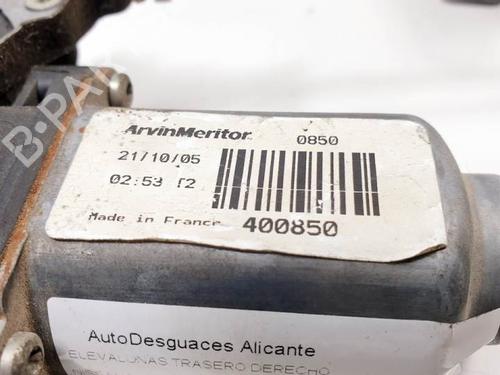 B-PARTS
ArvinMeritor 0850
21/10/05
02:53 T2
Made in France 400850
AutoDesguaces Alicante
ELEVALUNAS TRASERO DERECHO